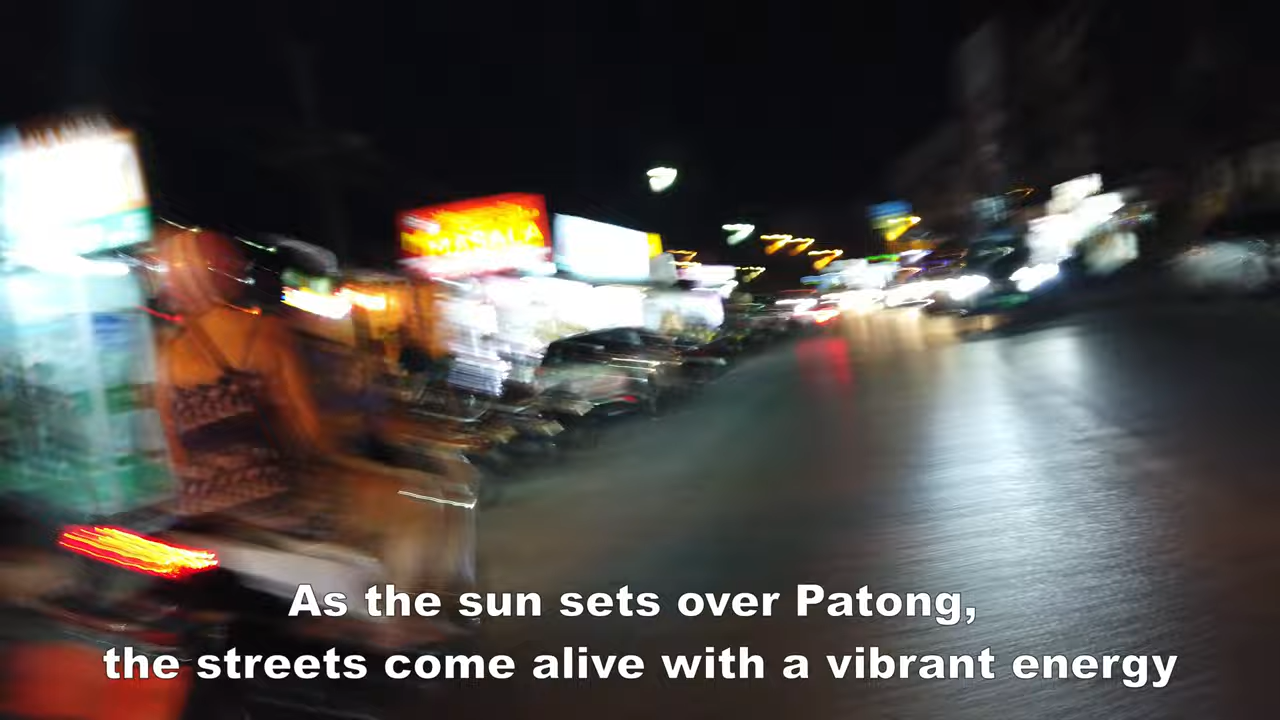 MASALA
As the sun sets over Patong,
the streets come alive with a vibrant energy